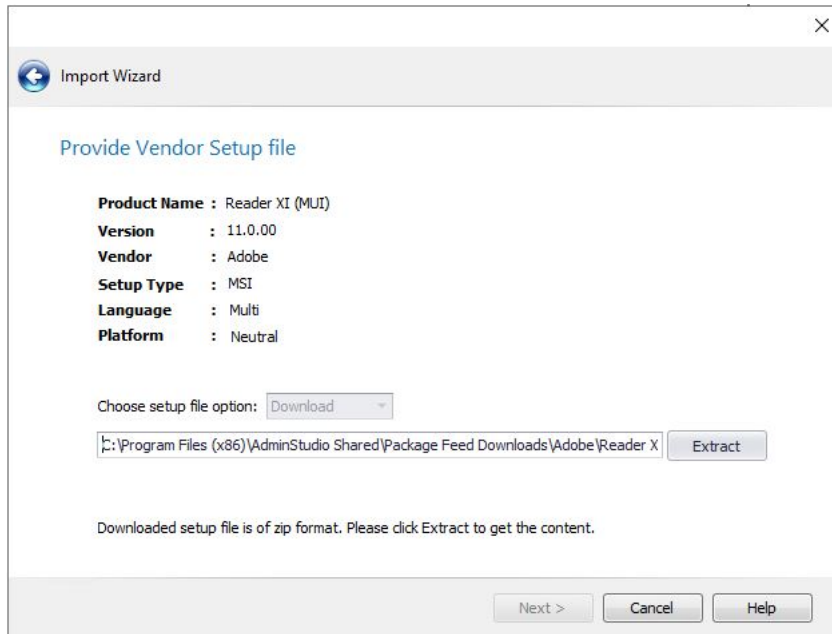 Import Wizard
Provide Vendor Setup file
Product Name : Reader XI (MUI)
Version : 11.0.00
Vendor : Adobe
Setup Type : MSI
Language : Multi
Platform : Neutral
Choose setup file option: Download
C:\Program Files (x86)\AdminStudio Shared\Package Feed Downloads\Adobe\Reader X Extract
Downloaded setup file is of zip format. Please click Extract to get the content.
Next > Cancel Help